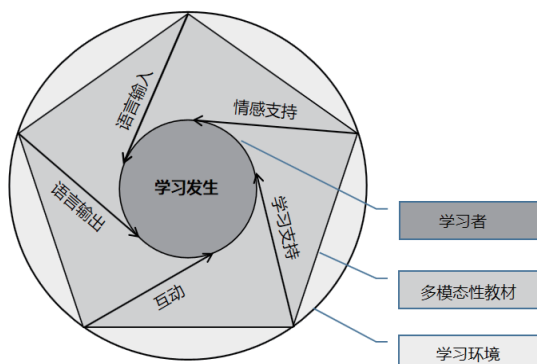 语言输入
情感支持
学习发生
语言输出
学习支持
互动
学习者
多模态性教材
学习环境